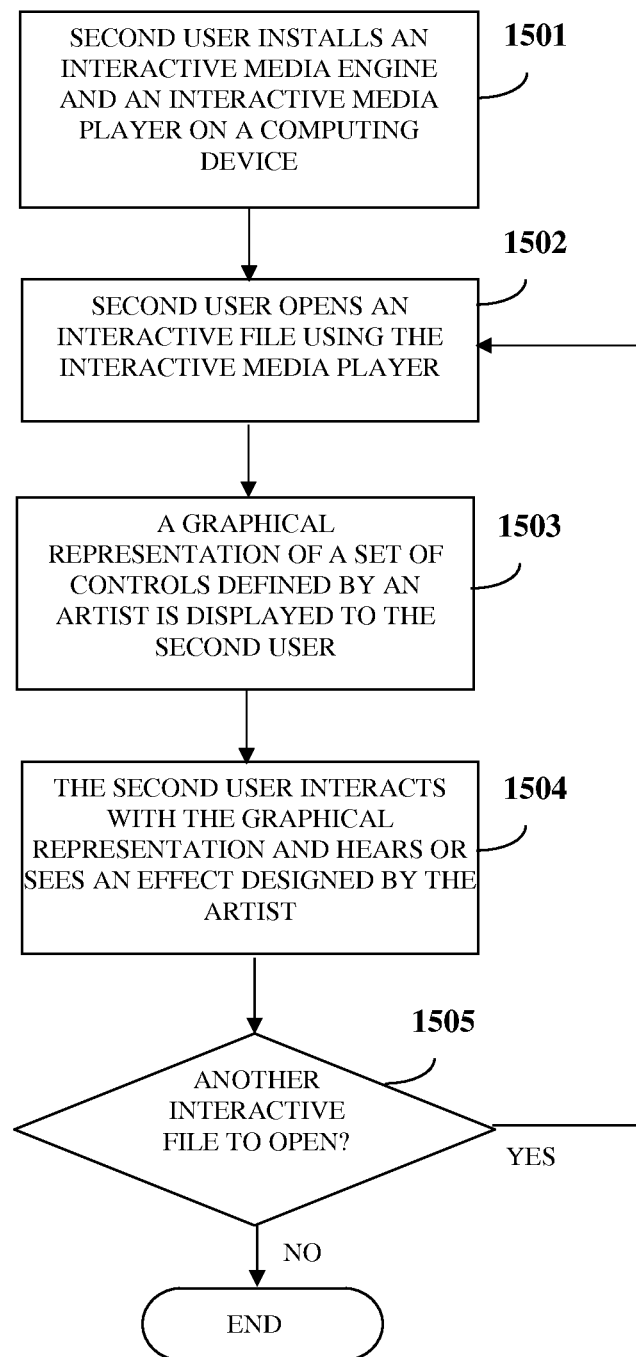 SECOND USER INSTALLS AN
INTERACTIVE MEDIA ENGINE
AND AN INTERACTIVE MEDIA
PLAYER ON A COMPUTING
DEVICE
1501
1502
SECOND USER OPENS AN
INTERACTIVE FILE USING THE
INTERACTIVE MEDIA PLAYER
1503
A GRAPHICAL
REPRESENTATION OF A SET OF
CONTROLS DEFINED BY AN
ARTIST IS DISPLAYED TO THE
SECOND USER
1504
THE SECOND USER INTERACTS
WITH THE GRAPHICAL
REPRESENTATION AND HEARS OR
SEES AN EFFECT DESIGNED BY THE
ARTIST
1505
ANOTHER
INTERACTIVE
FILE TO OPEN?
YES
NO
END